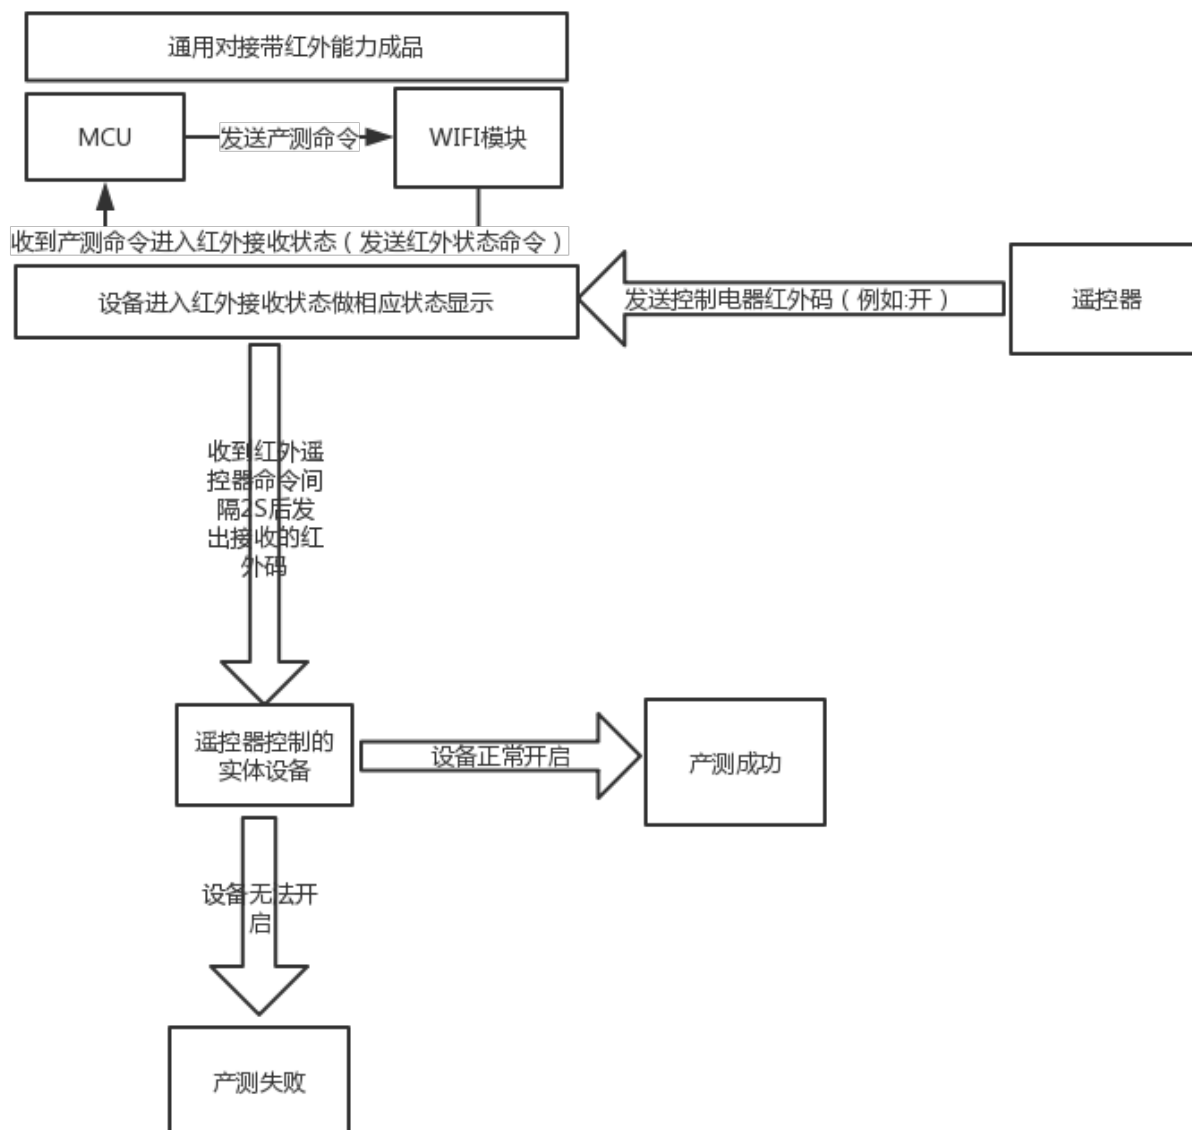 通用对接带红外能力成品
MCU
发送产测命令
WIFI模块
收到产测命令进入红外接收状态（发送红外状态命令）
设备进入红外接收状态做相应状态显示
发送控制电器红外码（例如:开）
遥控器
收到红外遥
控器命令间
隔2S后发
出接收的红
外码
遥控器控制的
实体设备
设备正常开启
产测成功
设备无法开
启
产测失败